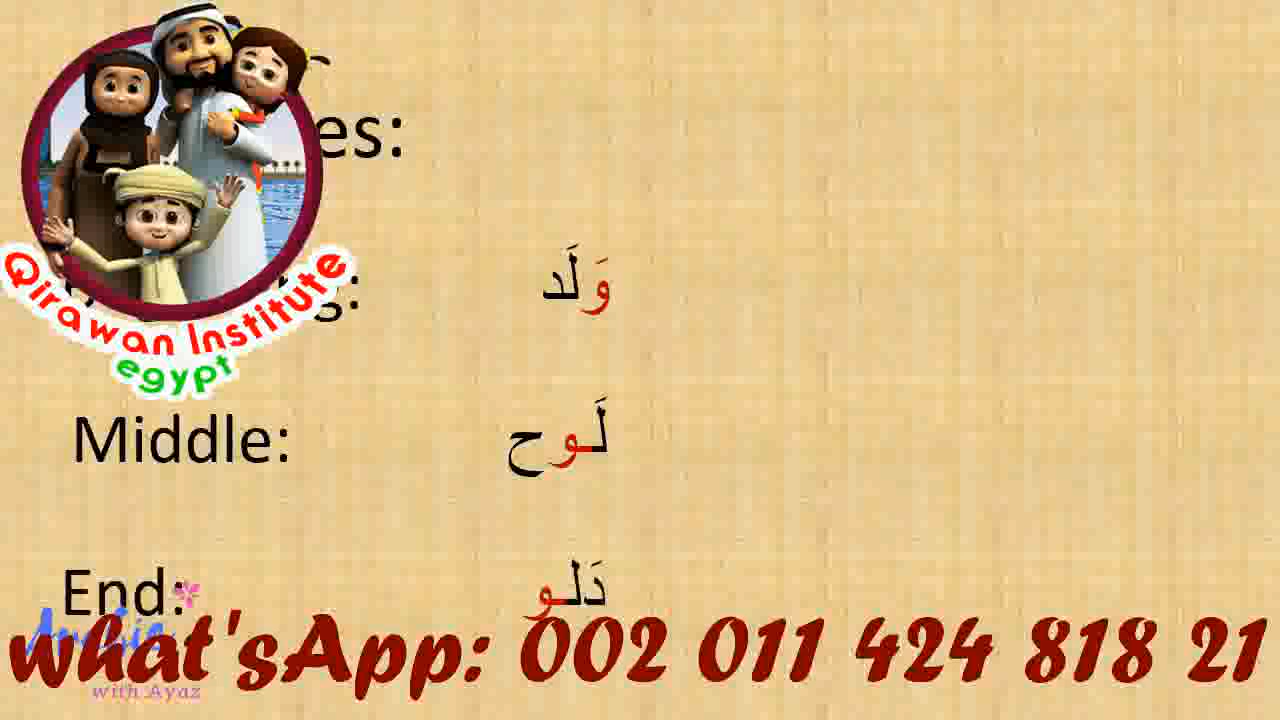 es:
Qirawan Institute
egypt
g: وَلَد
Middle: لَـوح
End: دَلـو
what'sApp: 002 011 424 818 21
with Ayaz